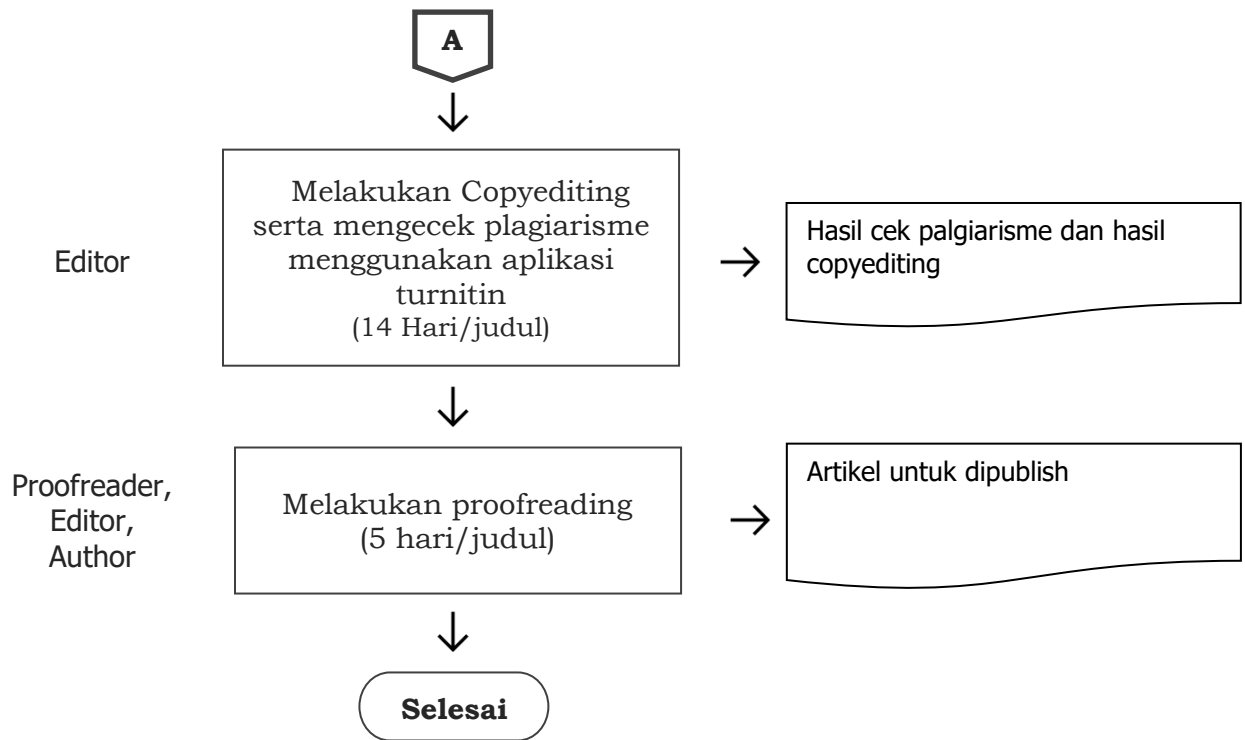 A
Editor
Melakukan Copyediting
serta mengecek plagiarisme
menggunakan aplikasi
turnitin
(14 Hari/judul)
Hasil cek palgiarisme dan hasil
copyediting
Proofreader,
Editor,
Author
Melakukan proofreading
(5 hari/judul)
Artikel untuk dipublish
Selesai